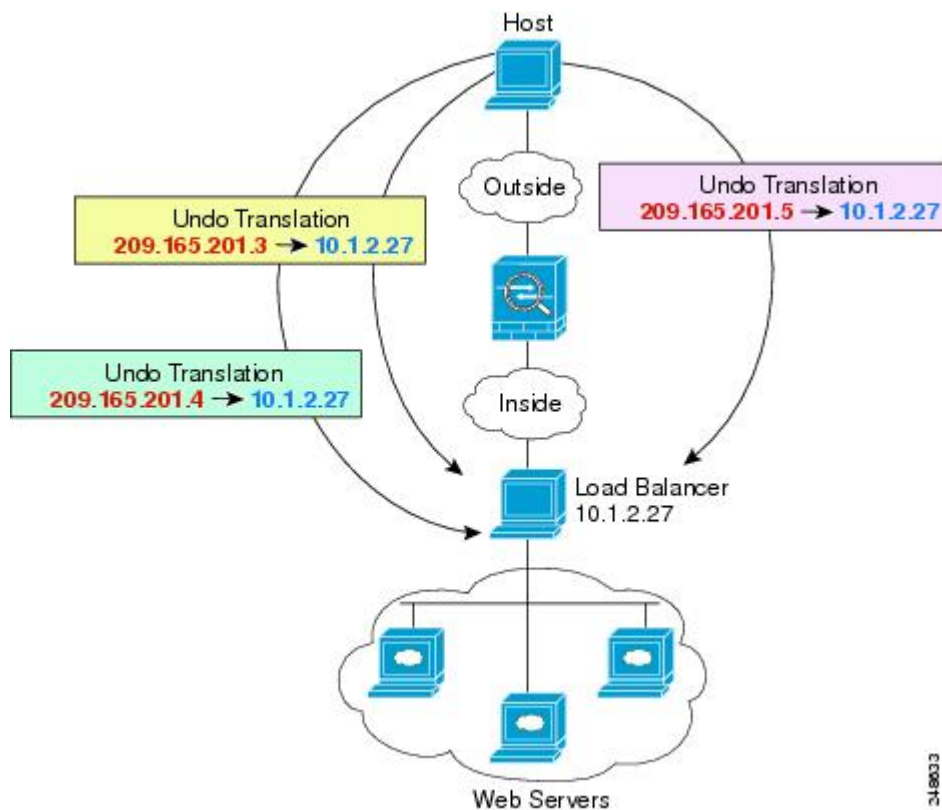 Host
Outside
Undo Translation
209.165.201.5 → 10.1.2.27
Undo Translation
209.165.201.3 → 10.1.2.27
Undo Translation
209.165.201.4 → 10.1.2.27
Inside
Load Balancer
10.1.2.27
Web Servers
248633